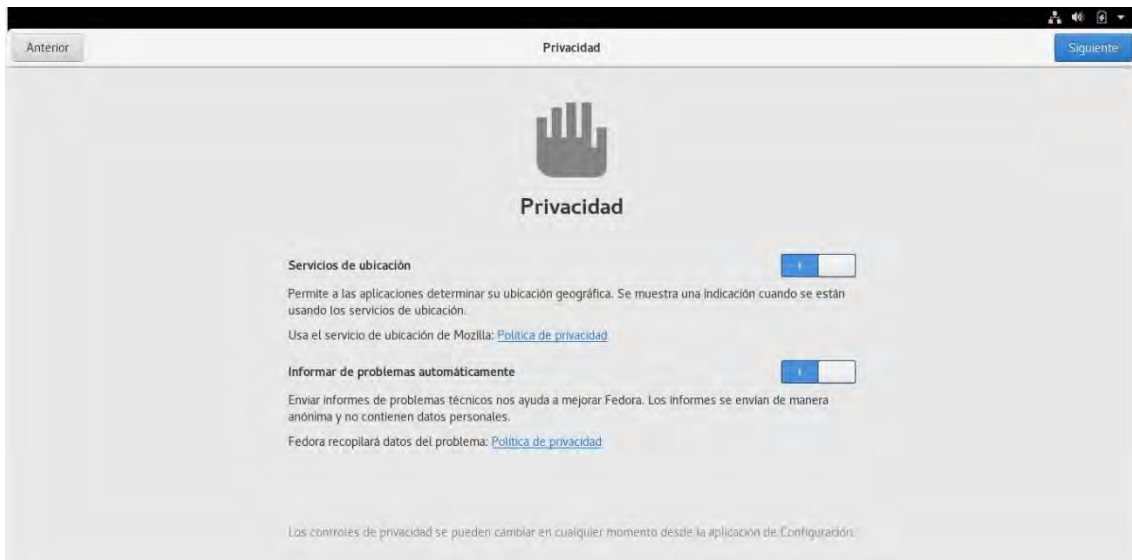 Anterior
Privacidad
Siguiente
Privacidad
Servicios de ubicación
Permite a las aplicaciones determinar su ubicación geográfica. Se muestra una indicación cuando se están
usando los servicios de ubicación.
Usa el servicio de ubicación de Mozilla: Política de privacidad
Informar de problemas automáticamente
Enviar informes de problemas técnicos nos ayuda a mejorar Fedora. Los informes se envían de manera
anónima y no contienen datos personales.
Fedora recopilará datos del problema: Política de privacidad
Los controles de privacidad se pueden cambiar en cualquier momento desde la aplicación de Configuración.